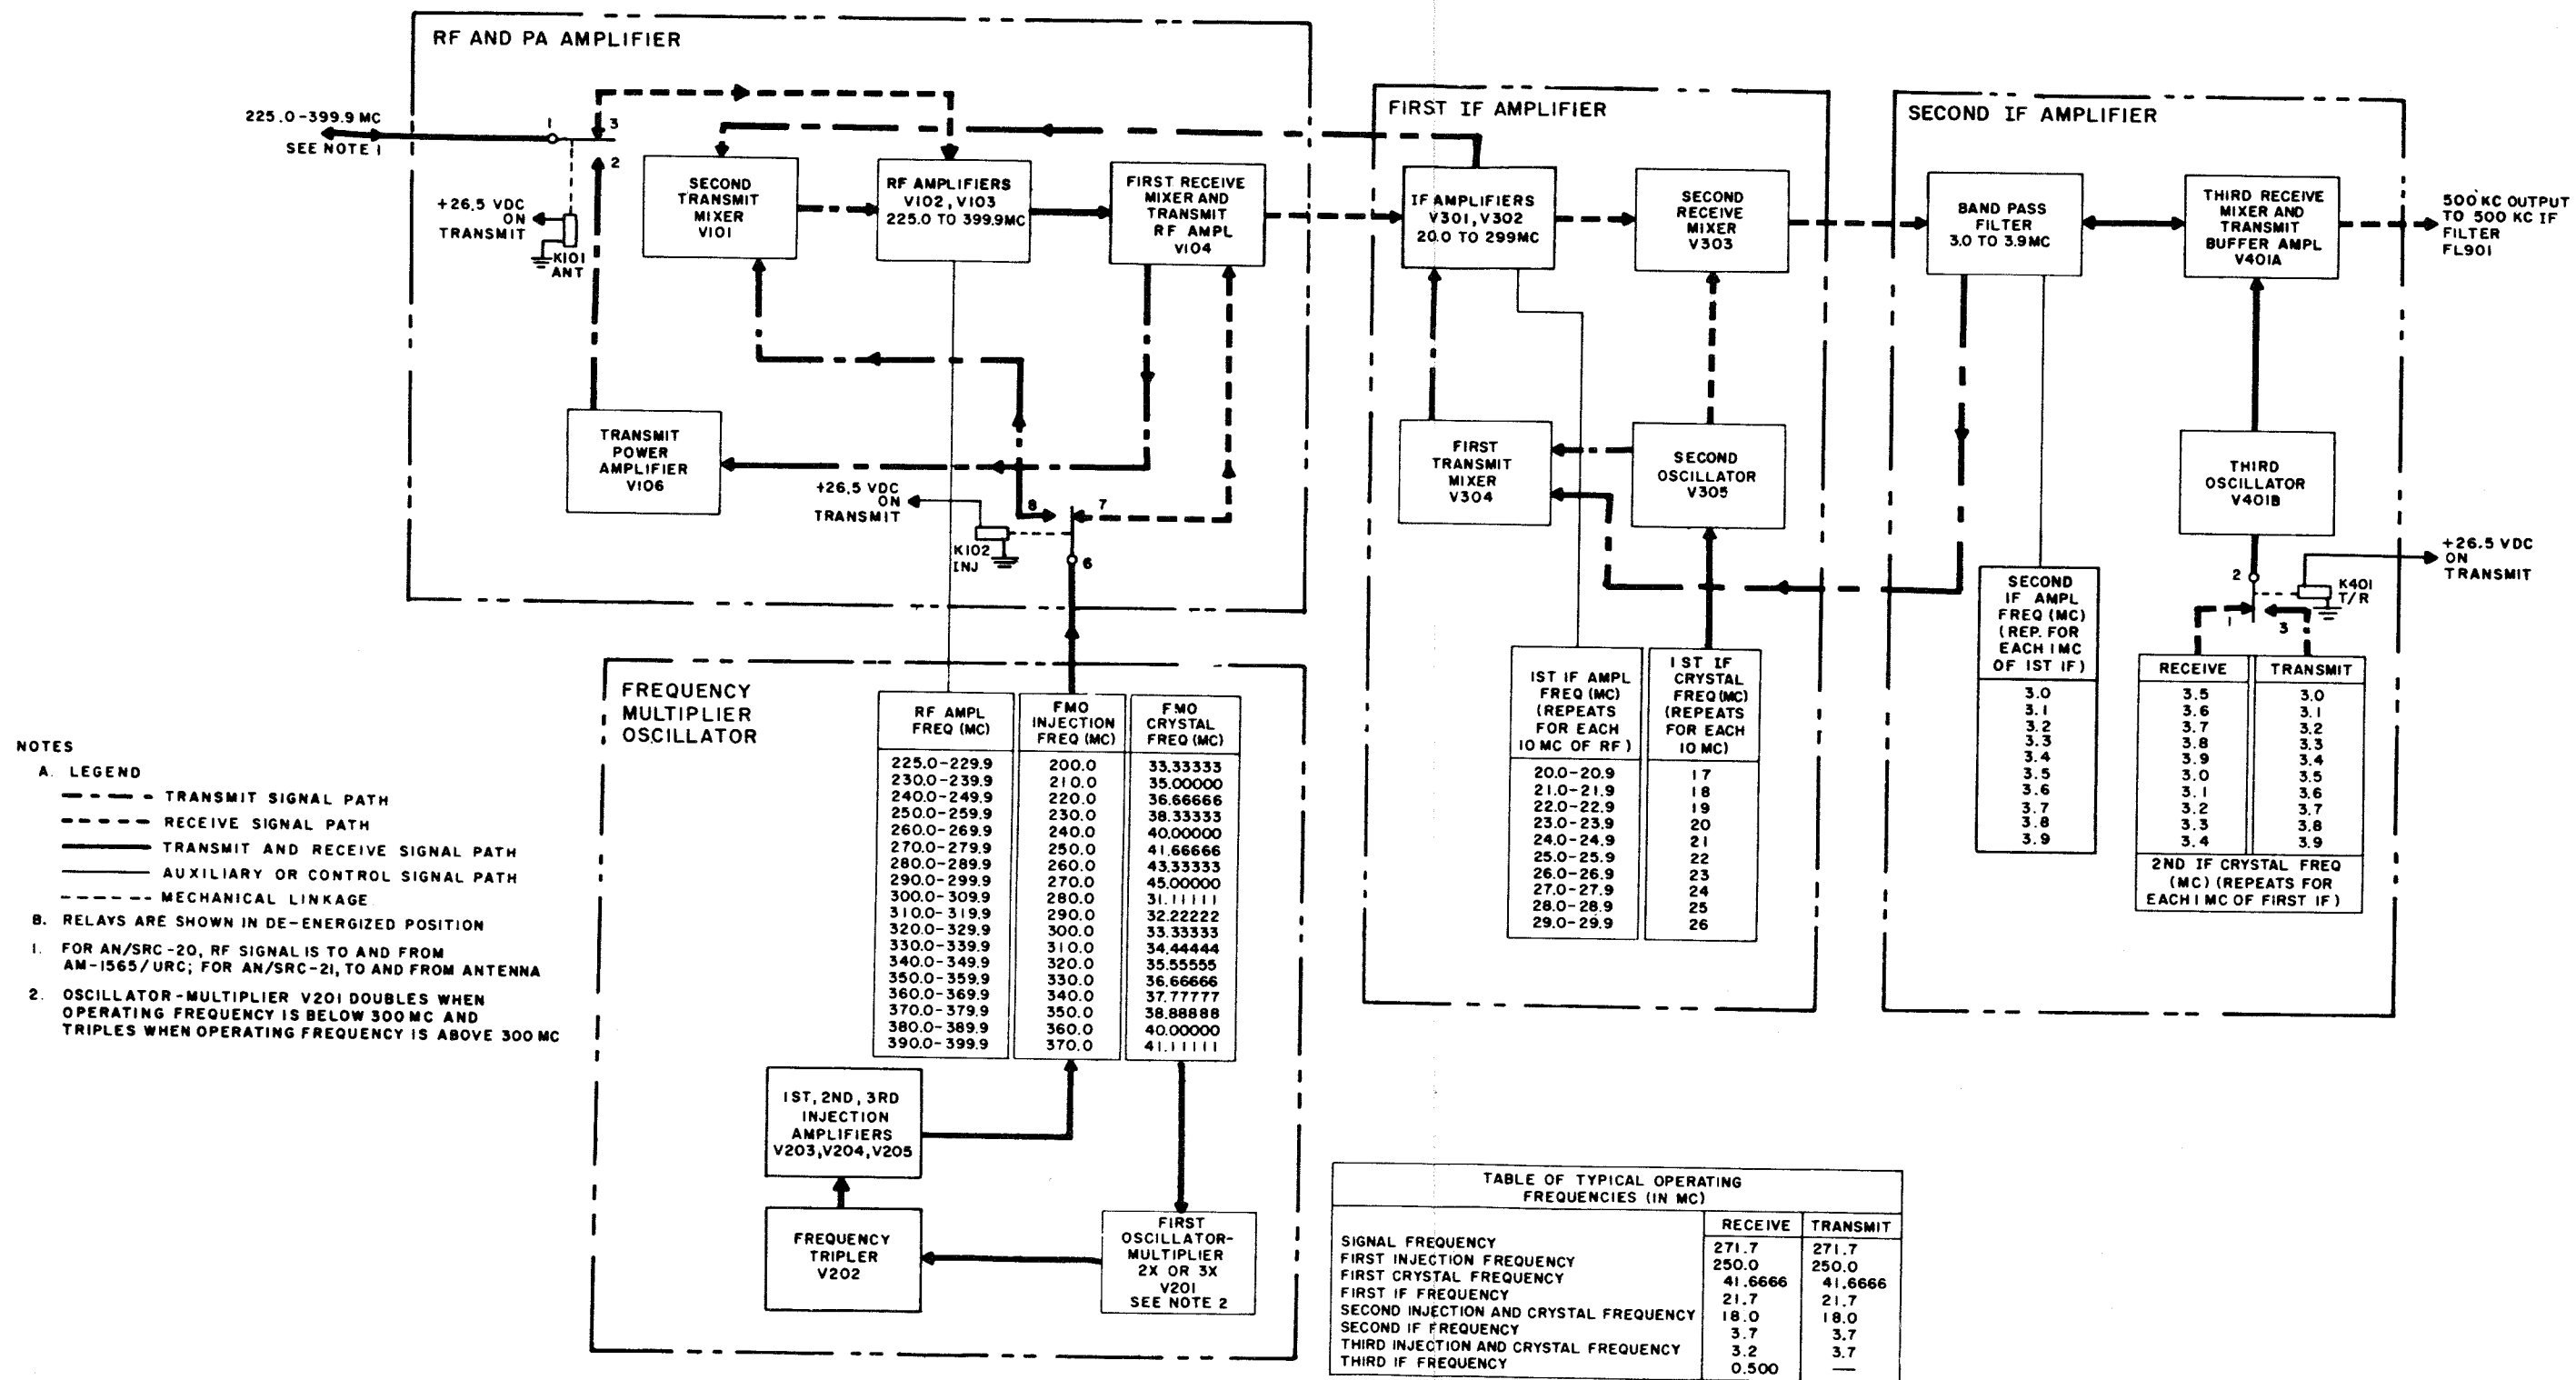 RF AND PA AMPLIFIER
225.0-399.9 MC
SEE NOTE 1
1
3
2
+26.5 VDC
ON
TRANSMIT
K101
ANT
SECOND
TRANSMIT
MIXER
V101
RF AMPLIFIERS
V102, V103
225.0 TO 399.9MC
FIRST RECEIVE
MIXER AND
TRANSMIT
RF AMPL
V104
TRANSMIT
POWER
AMPLIFIER
V106
+26.5 VDC
ON
TRANSMIT
8
7
K102
INJ
6
FIRST IF AMPLIFIER
IF AMPLIFIERS
V301, V302
20.0 TO 299MC
SECOND
RECEIVE
MIXER
V303
FIRST
TRANSMIT
MIXER
V304
SECOND
OSCILLATOR
V305
1ST IF AMPL
FREQ (MC)
(REPEATS
FOR EACH
10 MC OF RF)
20.0-20.9
21.0-21.9
22.0-22.9
23.0-23.9
24.0-24.9
25.0-25.9
26.0-26.9
27.0-27.9
28.0-28.9
29.0-29.9
1ST IF
CRYSTAL
FREQ (MC)
(REPEATS
FOR EACH
10 MC)
17
18
19
20
21
22
23
24
25
26
SECOND IF AMPLIFIER
BAND PASS
FILTER
3.0 TO 3.9MC
THIRD RECEIVE
MIXER AND
TRANSMIT
BUFFER AMPL
V401A
500 KC OUTPUT
TO 500 KC IF
FILTER
FL901
THIRD
OSCILLATOR
V401B
+26.5 VDC
ON
TRANSMIT
2
K401
T/R
1
3
SECOND
IF AMPL
FREQ (MC)
(REP. FOR
EACH 1MC
OF 1ST IF)
3.0
3.1
3.2
3.3
3.4
3.5
3.6
3.7
3.8
3.9
RECEIVE TRANSMIT
3.5 3.0
3.6 3.1
3.7 3.2
3.8 3.3
3.9 3.4
3.0 3.5
3.1 3.6
3.2 3.7
3.3 3.8
3.4 3.9
2ND IF CRYSTAL FREQ
(MC) (REPEATS FOR
EACH 1 MC OF FIRST IF)
FREQUENCY
MULTIPLIER
OSCILLATOR
RF AMPL
FREQ (MC)
225.0-229.9
230.0-239.9
240.0-249.9
250.0-259.9
260.0-269.9
270.0-279.9
280.0-289.9
290.0-299.9
300.0-309.9
310.0-319.9
320.0-329.9
330.0-339.9
340.0-349.9
350.0-359.9
360.0-369.9
370.0-379.9
380.0-389.9
390.0-399.9
FMO
INJECTION
FREQ (MC)
200.0
210.0
220.0
230.0
240.0
250.0
260.0
270.0
280.0
290.0
300.0
310.0
320.0
330.0
340.0
350.0
360.0
370.0
FMO
CRYSTAL
FREQ (MC)
33.33333
35.00000
36.66666
38.33333
40.00000
41.66666
43.33333
45.00000
31.11111
32.22222
33.33333
34.44444
35.55555
36.66666
37.77777
38.88888
40.00000
41.11111
1ST, 2ND, 3RD
INJECTION
AMPLIFIERS
V203,V204,V205
FREQUENCY
TRIPLER
V202
FIRST
OSCILLATOR-
MULTIPLIER
2X OR 3X
V201
SEE NOTE 2
NOTES
A. LEGEND
TRANSMIT SIGNAL PATH
RECEIVE SIGNAL PATH
TRANSMIT AND RECEIVE SIGNAL PATH
AUXILIARY OR CONTROL SIGNAL PATH
MECHANICAL LINKAGE
B. RELAYS ARE SHOWN IN DE-ENERGIZED POSITION
1. FOR AN/SRC-20, RF SIGNAL IS TO AND FROM
AM-1565/URC; FOR AN/SRC-21, TO AND FROM ANTENNA
2. OSCILLATOR-MULTIPLIER V201 DOUBLES WHEN
OPERATING FREQUENCY IS BELOW 300 MC AND
TRIPLES WHEN OPERATING FREQUENCY IS ABOVE 300 MC
TABLE OF TYPICAL OPERATING
FREQUENCIES (IN MC)
RECEIVE TRANSMIT
SIGNAL FREQUENCY 271.7 271.7
FIRST INJECTION FREQUENCY 250.0 250.0
FIRST CRYSTAL FREQUENCY 41.6666 41.6666
FIRST IF FREQUENCY 21.7 21.7
SECOND INJECTION AND CRYSTAL FREQUENCY 18.0 18.0
SECOND IF FREQUENCY 3.7 3.7
THIRD INJECTION AND CRYSTAL FREQUENCY 3.2 3.7
THIRD IF FREQUENCY 0.500 —